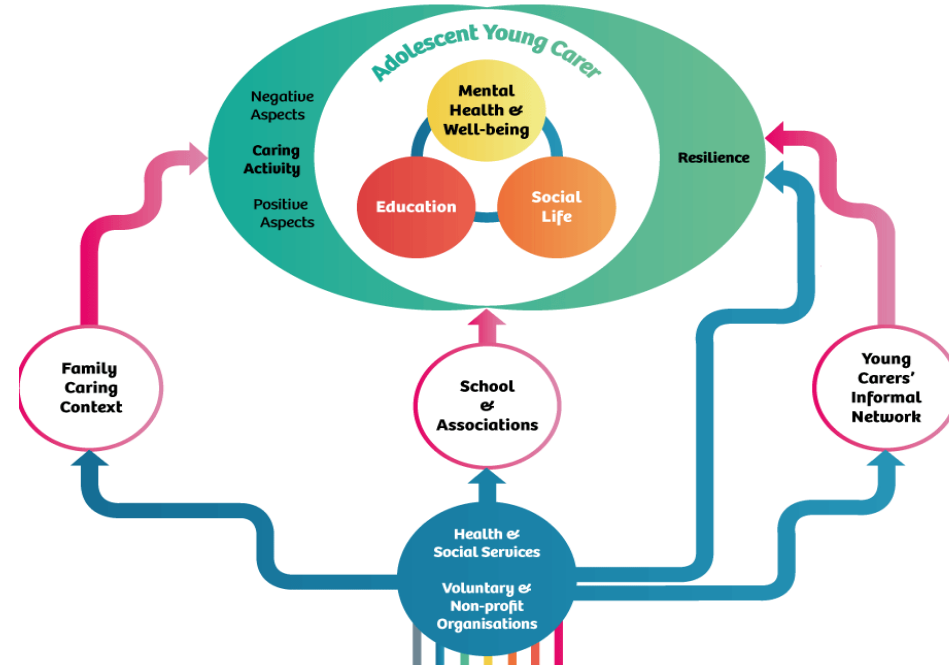 Adolescent Young Carer
Negative
Aspects
Caring
Activity
Positive
Aspects
Mental
Health &
Well-being
Education
Social
Life
Resilience
Family
Caring
Context
School
&
Associations
Young
Carers'
Informal
Network
Health &
Social Services
Voluntary &
Non-profit
Organisations